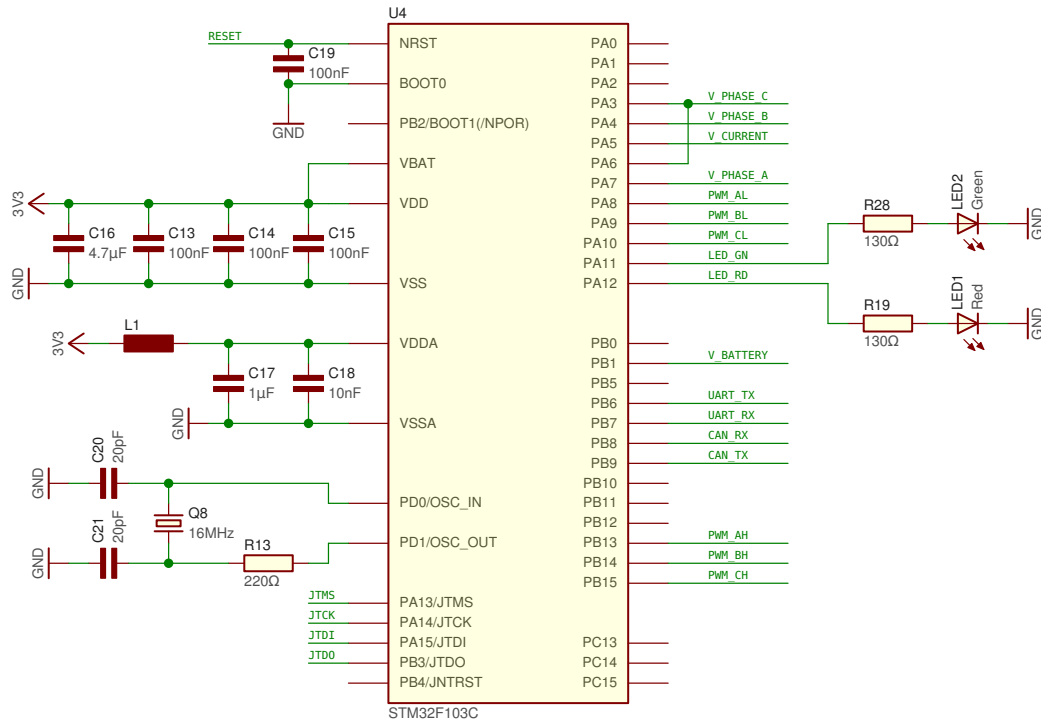 U4
RESET
C19
100nF
GND
3V3
C16
4.7µF
C13
100nF
C14
100nF
C15
100nF
GND
3V3
L1
C17
1µF
C18
10nF
GND
GND
C20
20pF
Q8
16MHz
GND
C21
20pF
R13
220Ω
JTMS
JTCK
JTDI
JTDO
NRST
BOOT0
PB2/BOOT1(/NPOR)
VBAT
VDD
VSS
VDDA
VSSA
PD0/OSC_IN
PD1/OSC_OUT
PA13/JTMS
PA14/JTCK
PA15/JTDI
PB3/JTDO
PB4/JNTRST
PA0
PA1
PA2
PA3
PA4
PA5
PA6
PA7
PA8
PA9
PA10
PA11
PA12
PB0
PB1
PB5
PB6
PB7
PB8
PB9
PB10
PB11
PB12
PB13
PB14
PB15
PC13
PC14
PC15
STM32F103C
V_PHASE_C
V_PHASE_B
V_CURRENT
V_PHASE_A
PWM_AL
PWM_BL
PWM_CL
LED_GN
LED_RD
V_BATTERY
UART_TX
UART_RX
CAN_RX
CAN_TX
PWM_AH
PWM_BH
PWM_CH
R28
130Ω
LED2
Green
GND
R19
130Ω
LED1
Red
GND